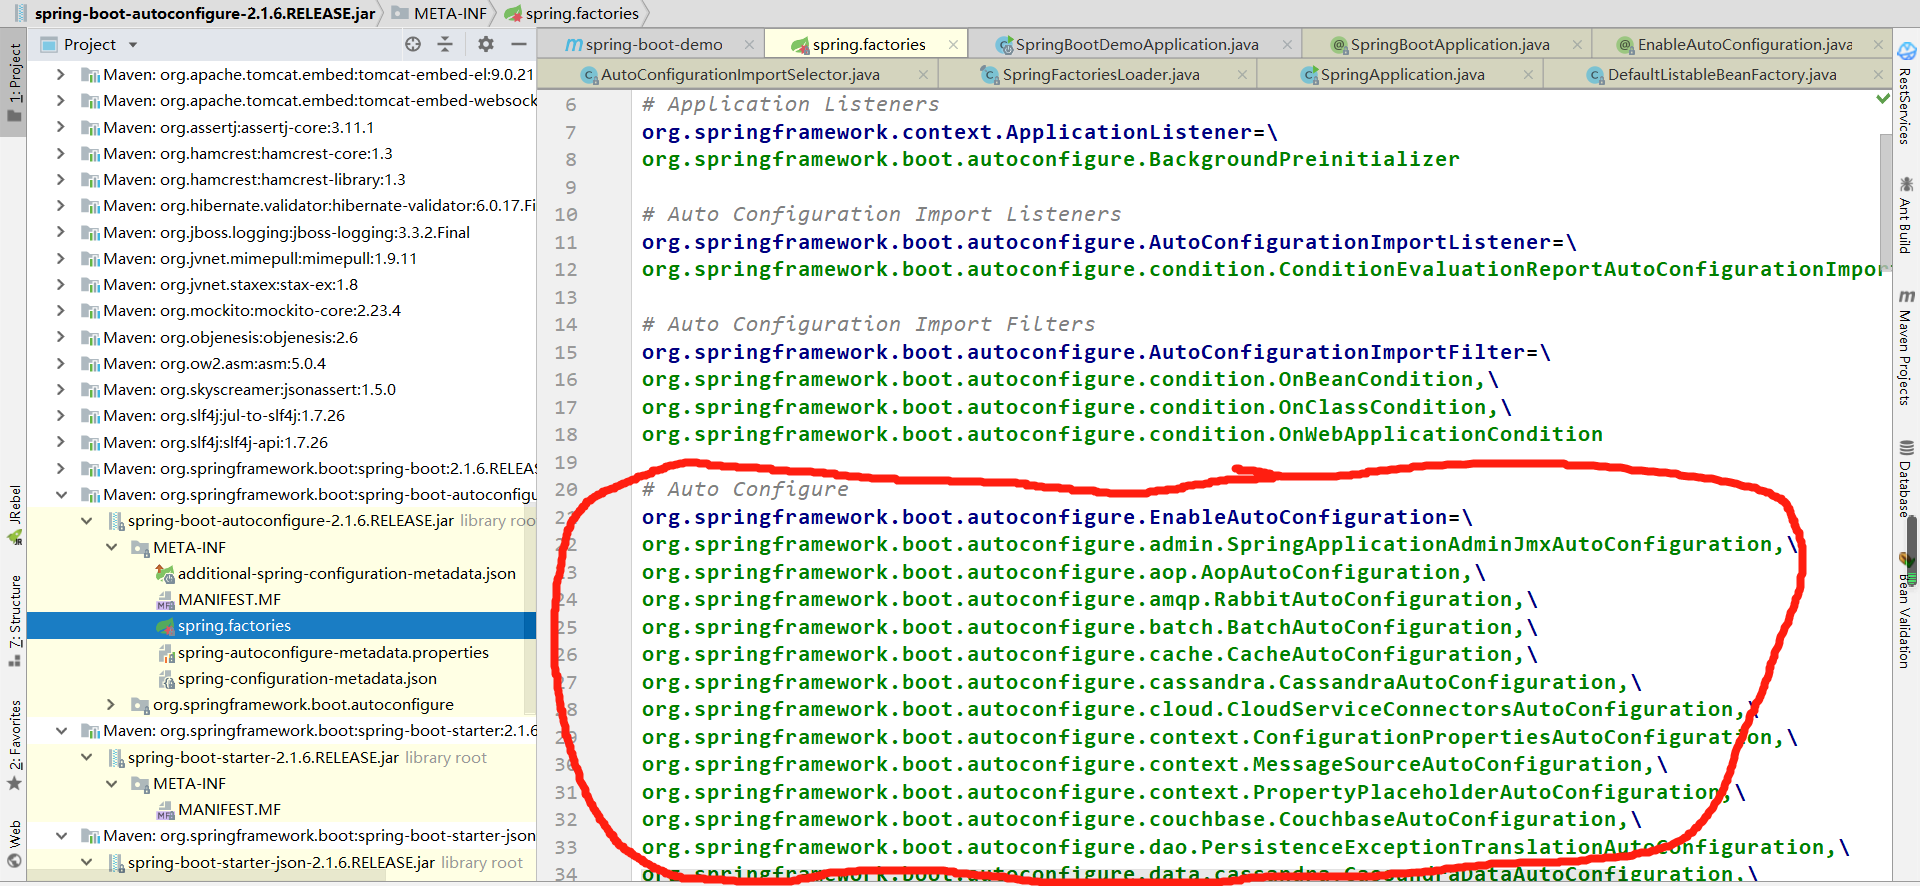 spring-boot-autoconfigure-2.1.6.RELEASE.jar META-INF spring.factories
Project
spring-boot-demo spring.factories SpringBootDemoApplication.java SpringBootApplication.java EnableAutoConfiguration.java
AutoConfigurationImportSelector.java SpringFactoriesLoader.java SpringApplication.java DefaultListableBeanFactory.java
1: Project
JRebel
7: Structure
2: Favorites
Web
Maven: org.apache.tomcat.embed:tomcat-embed-el:9.0.21
Maven: org.apache.tomcat.embed:tomcat-embed-websock
Maven: org.assertj:assertj-core:3.11.1
Maven: org.hamcrest:hamcrest-core:1.3
Maven: org.hamcrest:hamcrest-library:1.3
Maven: org.hibernate.validator:hibernate-validator:6.0.17.Fi
Maven: org.jboss.logging:jboss-logging:3.3.2.Final
Maven: org.jvnet.mimepull:mimepull:1.9.11
Maven: org.jvnet.staxex:stax-ex:1.8
Maven: org.mockito:mockito-core:2.23.4
Maven: org.objenesis:objenesis:2.6
Maven: org.ow2.asm:asm:5.0.4
Maven: org.skyscreamer:jsonassert:1.5.0
Maven: org.slf4j:jul-to-slf4j:1.7.26
Maven: org.slf4j:slf4j-api:1.7.26
Maven: org.springframework.boot:spring-boot:2.1.6.RELEAS
Maven: org.springframework.boot:spring-boot-autoconfigu
spring-boot-autoconfigure-2.1.6.RELEASE.jar library roo
META-INF
additional-spring-configuration-metadata.json
MANIFEST.MF
spring.factories
spring-autoconfigure-metadata.properties
spring-configuration-metadata.json
org.springframework.boot.autoconfigure
Maven: org.springframework.boot:spring-boot-starter:2.1.6
spring-boot-starter-2.1.6.RELEASE.jar library root
META-INF
MANIFEST.MF
Maven: org.springframework.boot:spring-boot-starter-json
spring-boot-starter-json-2.1.6.RELEASE.jar library root
6 # Application Listeners
7 org.springframework.context.ApplicationListener=\
8 org.springframework.boot.autoconfigure.BackgroundPreinitializer
9
10 # Auto Configuration Import Listeners
11 org.springframework.boot.autoconfigure.AutoConfigurationImportListener=\
12 org.springframework.boot.autoconfigure.condition.ConditionEvaluationReportAutoConfigurationImpor
13
14 # Auto Configuration Import Filters
15 org.springframework.boot.autoconfigure.AutoConfigurationImportFilter=\
16 org.springframework.boot.autoconfigure.condition.OnBeanCondition,\
17 org.springframework.boot.autoconfigure.condition.OnClassCondition,\
18 org.springframework.boot.autoconfigure.condition.OnWebApplicationCondition
19
20 # Auto Configure
21 org.springframework.boot.autoconfigure.EnableAutoConfiguration=\
22 org.springframework.boot.autoconfigure.admin.SpringApplicationAdminJmxAutoConfiguration,\
23 org.springframework.boot.autoconfigure.aop.AopAutoConfiguration,\
24 org.springframework.boot.autoconfigure.amqp.RabbitAutoConfiguration,\
25 org.springframework.boot.autoconfigure.batch.BatchAutoConfiguration,\
26 org.springframework.boot.autoconfigure.cache.CacheAutoConfiguration,\
27 org.springframework.boot.autoconfigure.cassandra.CassandraAutoConfiguration,\
28 org.springframework.boot.autoconfigure.cloud.CloudServiceConnectorsAutoConfiguration,\
29 org.springframework.boot.autoconfigure.context.ConfigurationPropertiesAutoConfiguration,\
30 org.springframework.boot.autoconfigure.context.MessageSourceAutoConfiguration,\
31 org.springframework.boot.autoconfigure.context.PropertyPlaceholderAutoConfiguration,\
32 org.springframework.boot.autoconfigure.couchbase.CouchbaseAutoConfiguration,\
33 org.springframework.boot.autoconfigure.dao.PersistenceExceptionTranslationAutoConfiguration,\
34 org.springframework.boot.autoconfigure.data.cassandra.CassandraDataAutoConfiguration,\
RestServices
Ant Build
Maven Projects
Database
Bean Validation